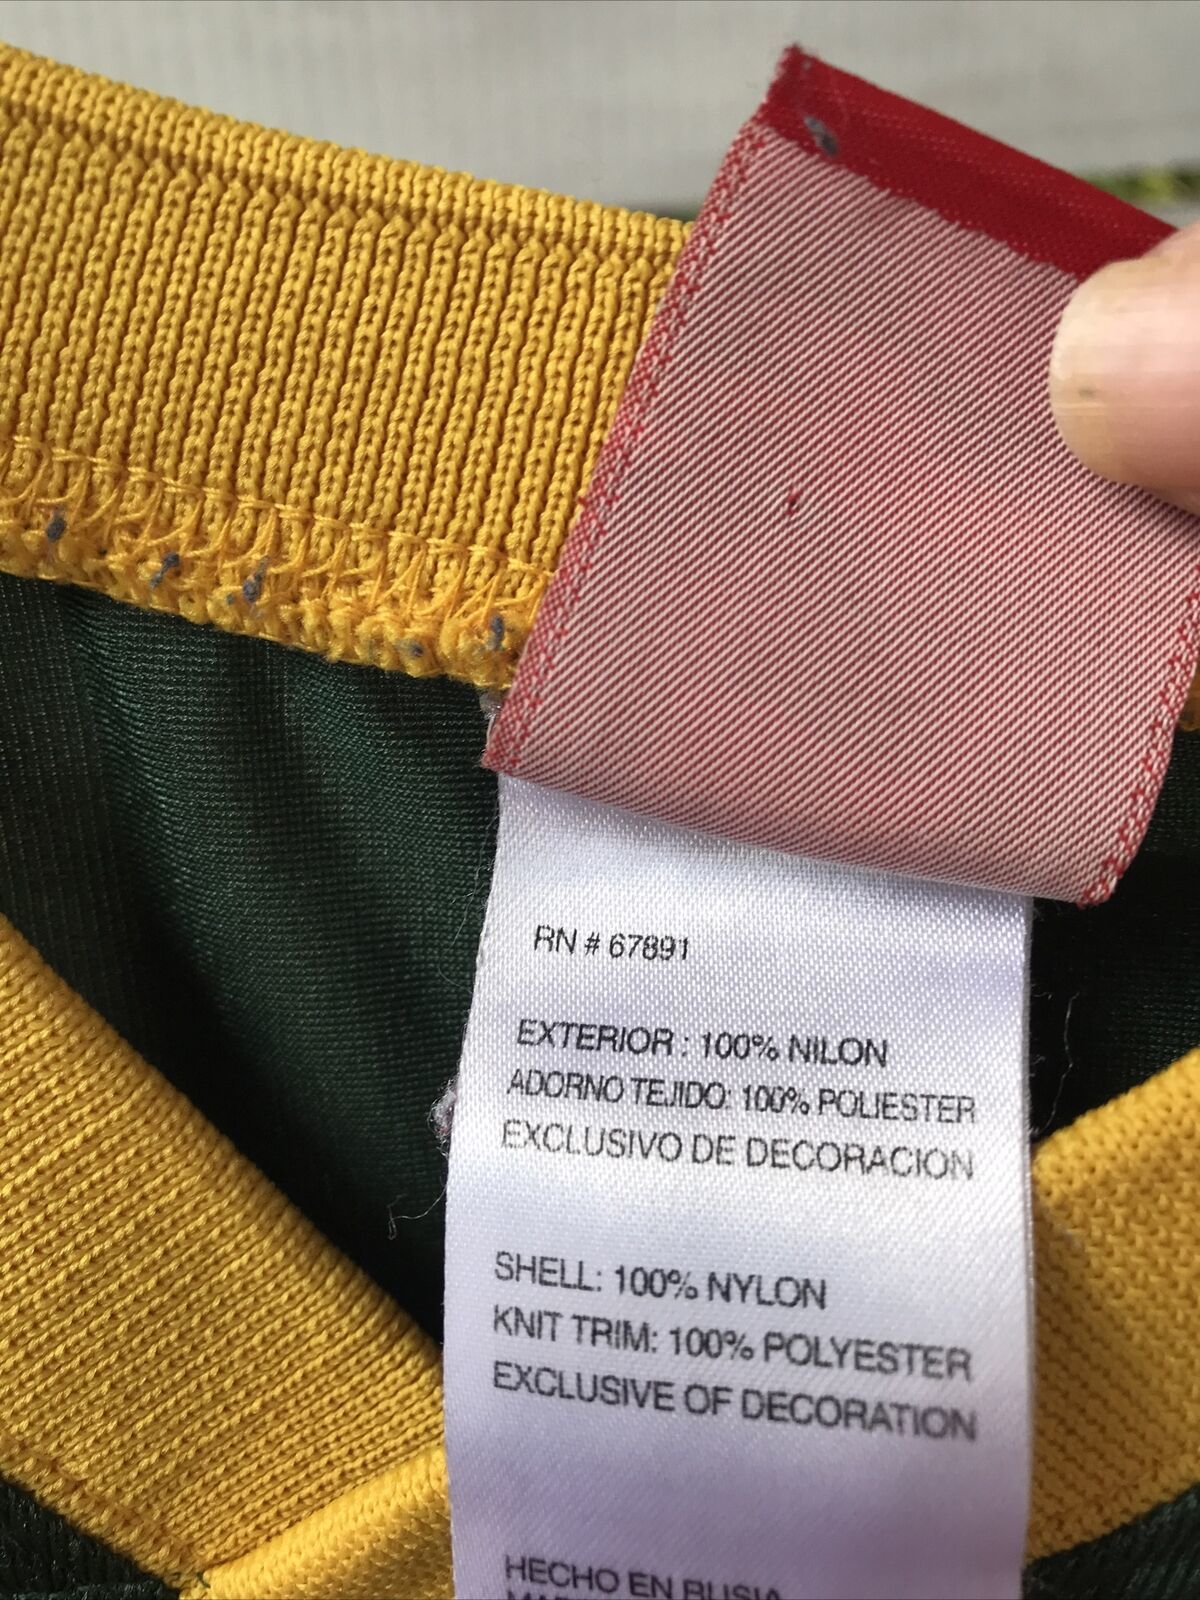 RN # 67891
EXTERIOR : 100% NILON
ADORNO TEJIDO: 100% POLIESTER
EXCLUSIVO DE DECORACION
SHELL: 100% NYLON
KNIT TRIM: 100% POLYESTER
EXCLUSIVE OF DECORATION
HECHO EN RUSIA